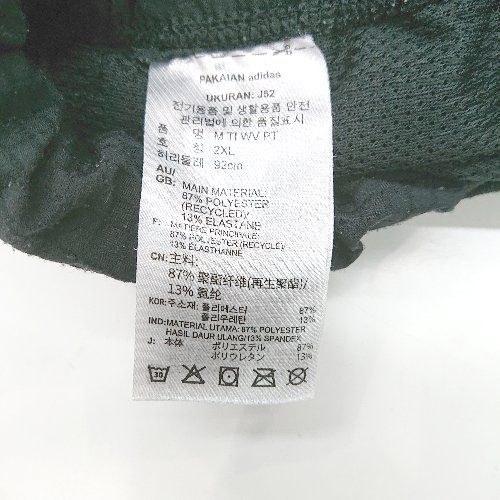 PAKAIAN adidas
UKURAN: J52
전기용품 및 생활용품 안전
관리법에 의한 품질표시
품 명 M TI WV PT
호 칭 2XL
허리둘레 92cm
AU/
GB: MAIN MATERIAL:
87% POLYESTER
(RECYCLED)/
13% ELASTANE
F: MATIERE PRINCIPALE:
87% POLYESTER (RECYCLE)/
13% ELASTHANNE
CN: 主料:
87% 聚酯纤维(再生聚酯)/
13% 氨纶
KOR: 주소재: 폴리에스터 87%
폴리우레탄 13%
IND: MATERIAL UTAMA: 87% POLYESTER
HASIL DAUR ULANG/13% SPANDEX
J: 本体 ポリエステル 87%
ポリウレタン 13%
30